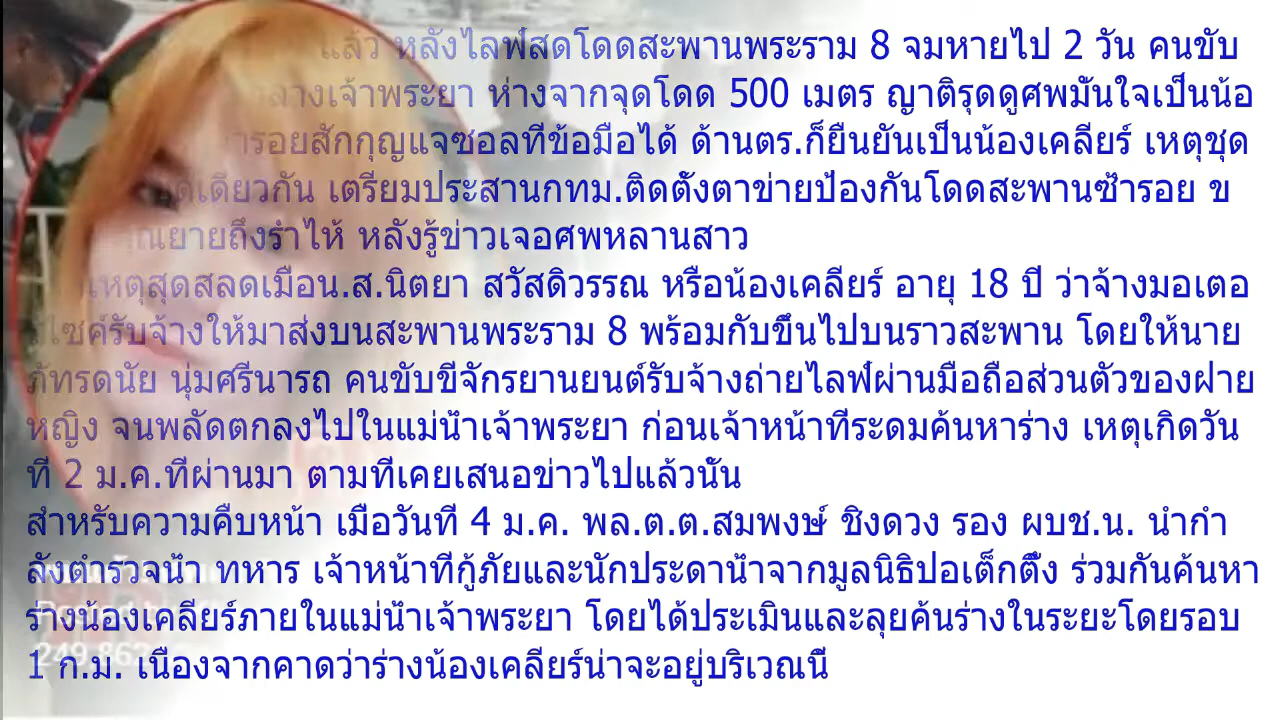 แล้ว หลังไลฟ์สดโดดสะพานพระราม 8 จมหายไป 2 วัน คนขับ
กลางเจ้าพระยา ห่างจากจุดโดด 500 เมตร ญาติรุดดูศพมั่นใจเป็นน้อ
รอยสักกุญแจซอลที่ข้อมือได้ ด้านตร.ก็ยืนยันเป็นน้องเคลียร์ เหตุชุด
เดียวกัน เตรียมประสานกทม.ติดตั้งตาข่ายป้องกันโดดสะพานซ้ำรอย ข
คุณยายถึงร่ำไห้ หลังรู้ข่าวเจอศพหลานสาว
เหตุสุดสลดเมื่อน.ส.นิตยา สวัสดิวรรณ หรือน้องเคลียร์ อายุ 18 ปี ว่าจ้างมอเตอ
ร์ไซค์รับจ้างให้มาส่งบนสะพานพระราม 8 พร้อมกับขึ้นไปบนราวสะพาน โดยให้นาย
ภัทรดนัย นุ่มศรีนารถ คนขับขี่จักรยานยนต์รับจ้างถ่ายไลฟ์ผ่านมือถือส่วนตัวของฝ่าย
หญิง จนพลัดตกลงไปในแม่น้ำเจ้าพระยา ก่อนเจ้าหน้าที่ระดมค้นหาร่าง เหตุเกิดวัน
ที่ 2 ม.ค.ที่ผ่านมา ตามที่เคยเสนอข่าวไปแล้วนั้น
สำหรับความคืบหน้า เมื่อวันที่ 4 ม.ค. พล.ต.ต.สมพงษ์ ชิงดวง รอง ผบช.น. นำกำ
ลังตำรวจน้ำ ทหาร เจ้าหน้าที่กู้ภัยและนักประดาน้ำจากมูลนิธิปอเต็กตึ๊ง ร่วมกันค้นหา
ร่างน้องเคลียร์ภายในแม่น้ำเจ้าพระยา โดยได้ประเมินและลุยค้นร่างในระยะโดยรอบ
1 ก.ม. เนื่องจากคาดว่าร่างน้องเคลียร์น่าจะอยู่บริเวณนี้
249,862